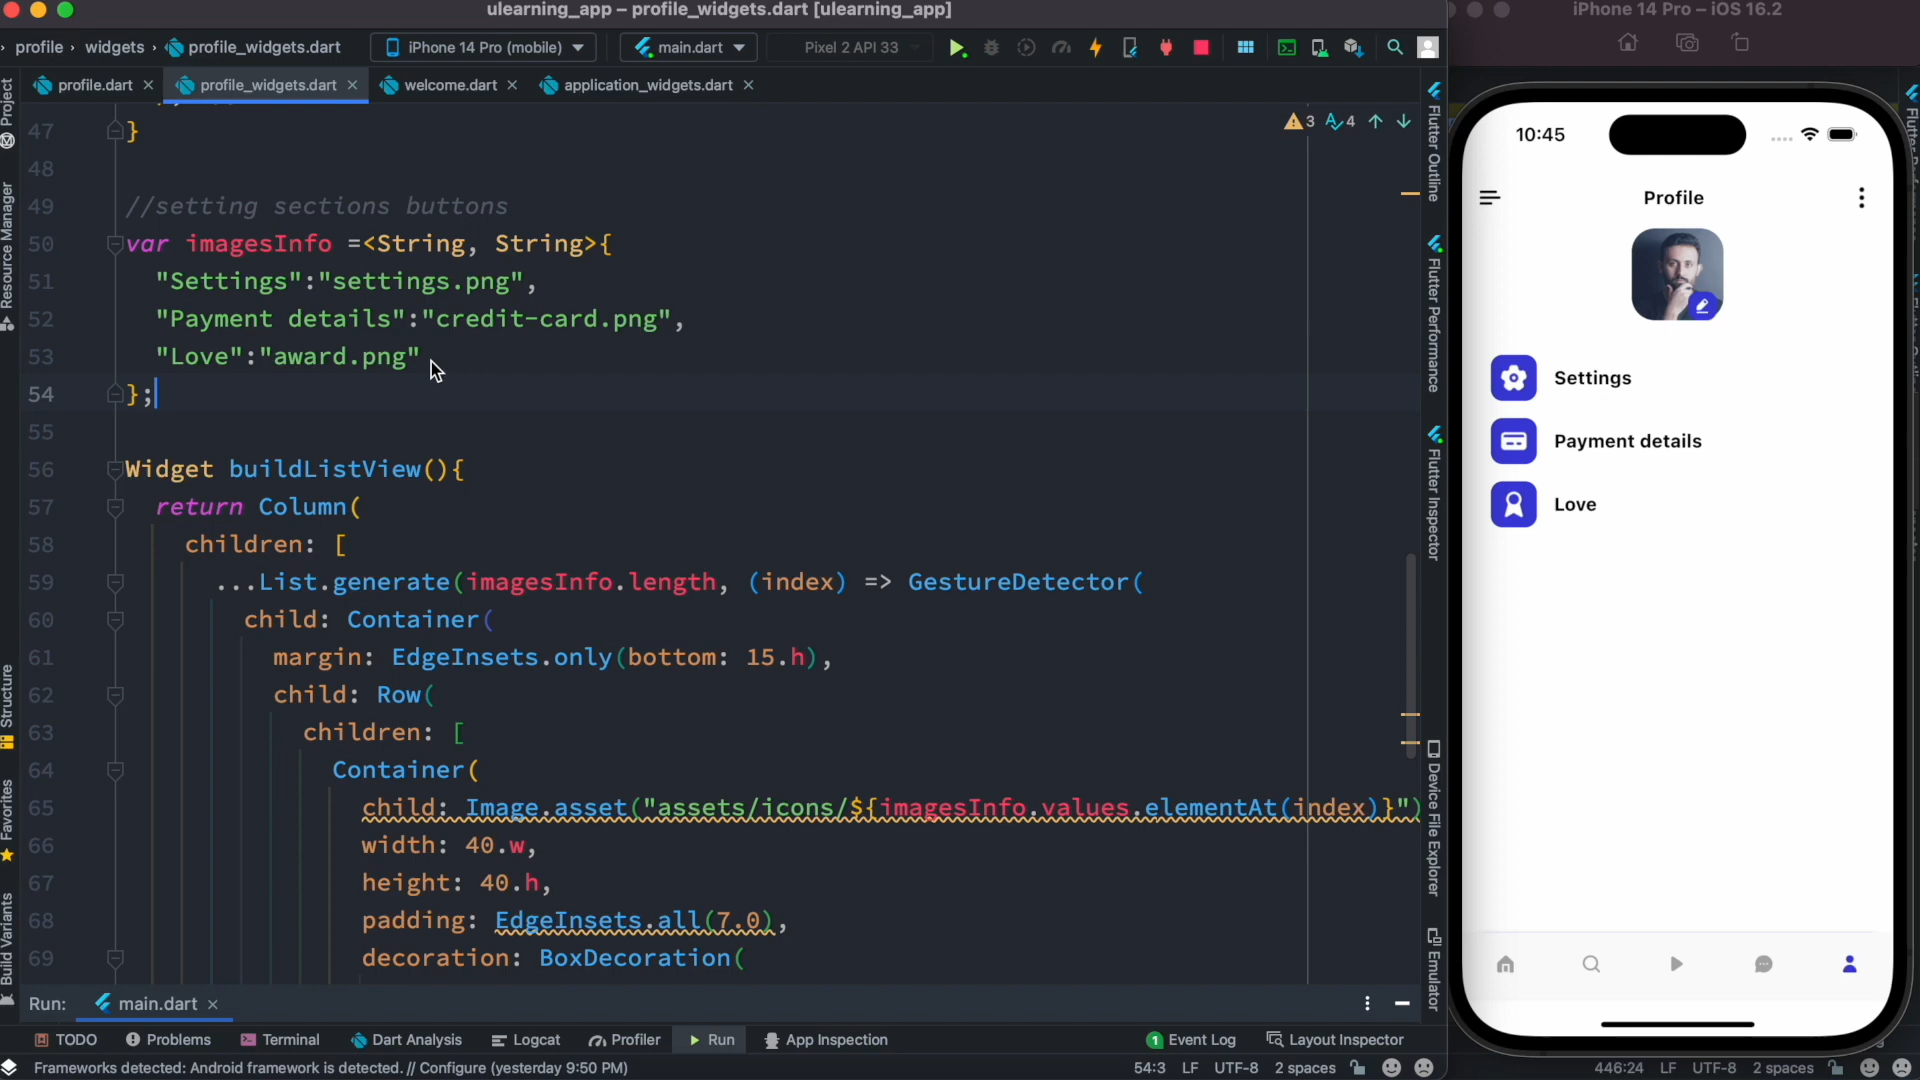 ulearning_app – profile_widgets.dart [ulearning_app]
iPhone 14 Pro – iOS 16.2
profile
widgets
profile_widgets.dart
iPhone 14 Pro (mobile)
main.dart
Pixel 2 API 33
profile.dart
profile_widgets.dart
welcome.dart
application_widgets.dart
3
4
47 }
48
49 //setting sections buttons
50 var imagesInfo =<String, String>{
51 "Settings":"settings.png",
52 "Payment details":"credit-card.png",
53 "Love":"award.png"
54 };
55
56 Widget buildListView(){
57 return Column(
58 children: [
59 ...List.generate(imagesInfo.length, (index) => GestureDetector(
60 child: Container(
61 margin: EdgeInsets.only(bottom: 15.h),
62 child: Row(
63 children: [
64 Container(
65 child: Image.asset("assets/icons/${imagesInfo.values.elementAt(index)}")
66 width: 40.w,
67 height: 40.h,
68 padding: EdgeInsets.all(7.0),
69 decoration: BoxDecoration(
Project
Resource Manager
Structure
Favorites
Build Variants
Flutter Outline
Flutter Performance
Flutter Inspector
Device File Explorer
Emulator
10:45
Profile
Settings
Payment details
Love
Run:
main.dart
TODO
Problems
Terminal
Dart Analysis
Logcat
Profiler
Run
App Inspection
1 Event Log
Layout Inspector
Frameworks detected: Android framework is detected. // Configure (yesterday 9:50 PM)
54:3
LF
UTF-8
2 spaces
446:24
LF
UTF-8
2 spaces